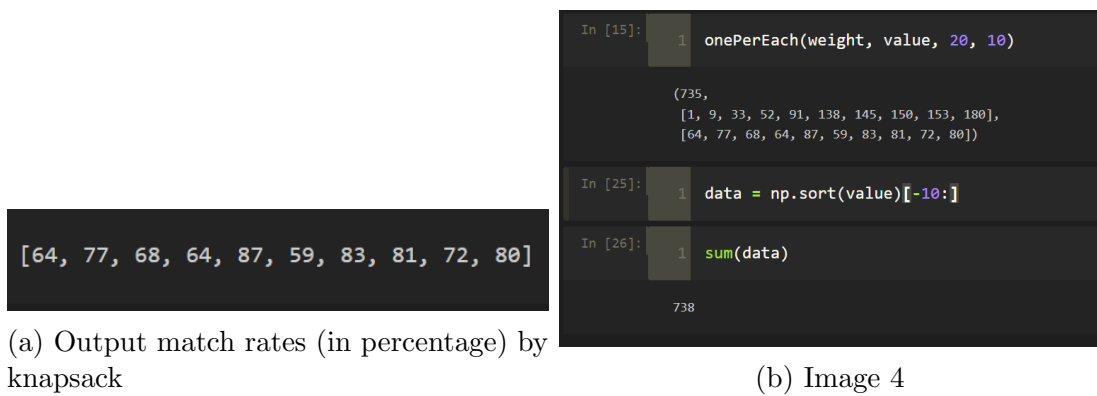 [64, 77, 68, 64, 87, 59, 83, 81, 72, 80]
(a) Output match rates (in percentage) by
knapsack
In [15]:
1 onePerEach(weight, value, 20, 10)
(735,
[1, 9, 33, 52, 91, 138, 145, 150, 153, 180],
[64, 77, 68, 64, 87, 59, 83, 81, 72, 80])
In [25]:
1 data = np.sort(value)[-10:]
In [26]:
1 sum(data)
738
(b) Image 4